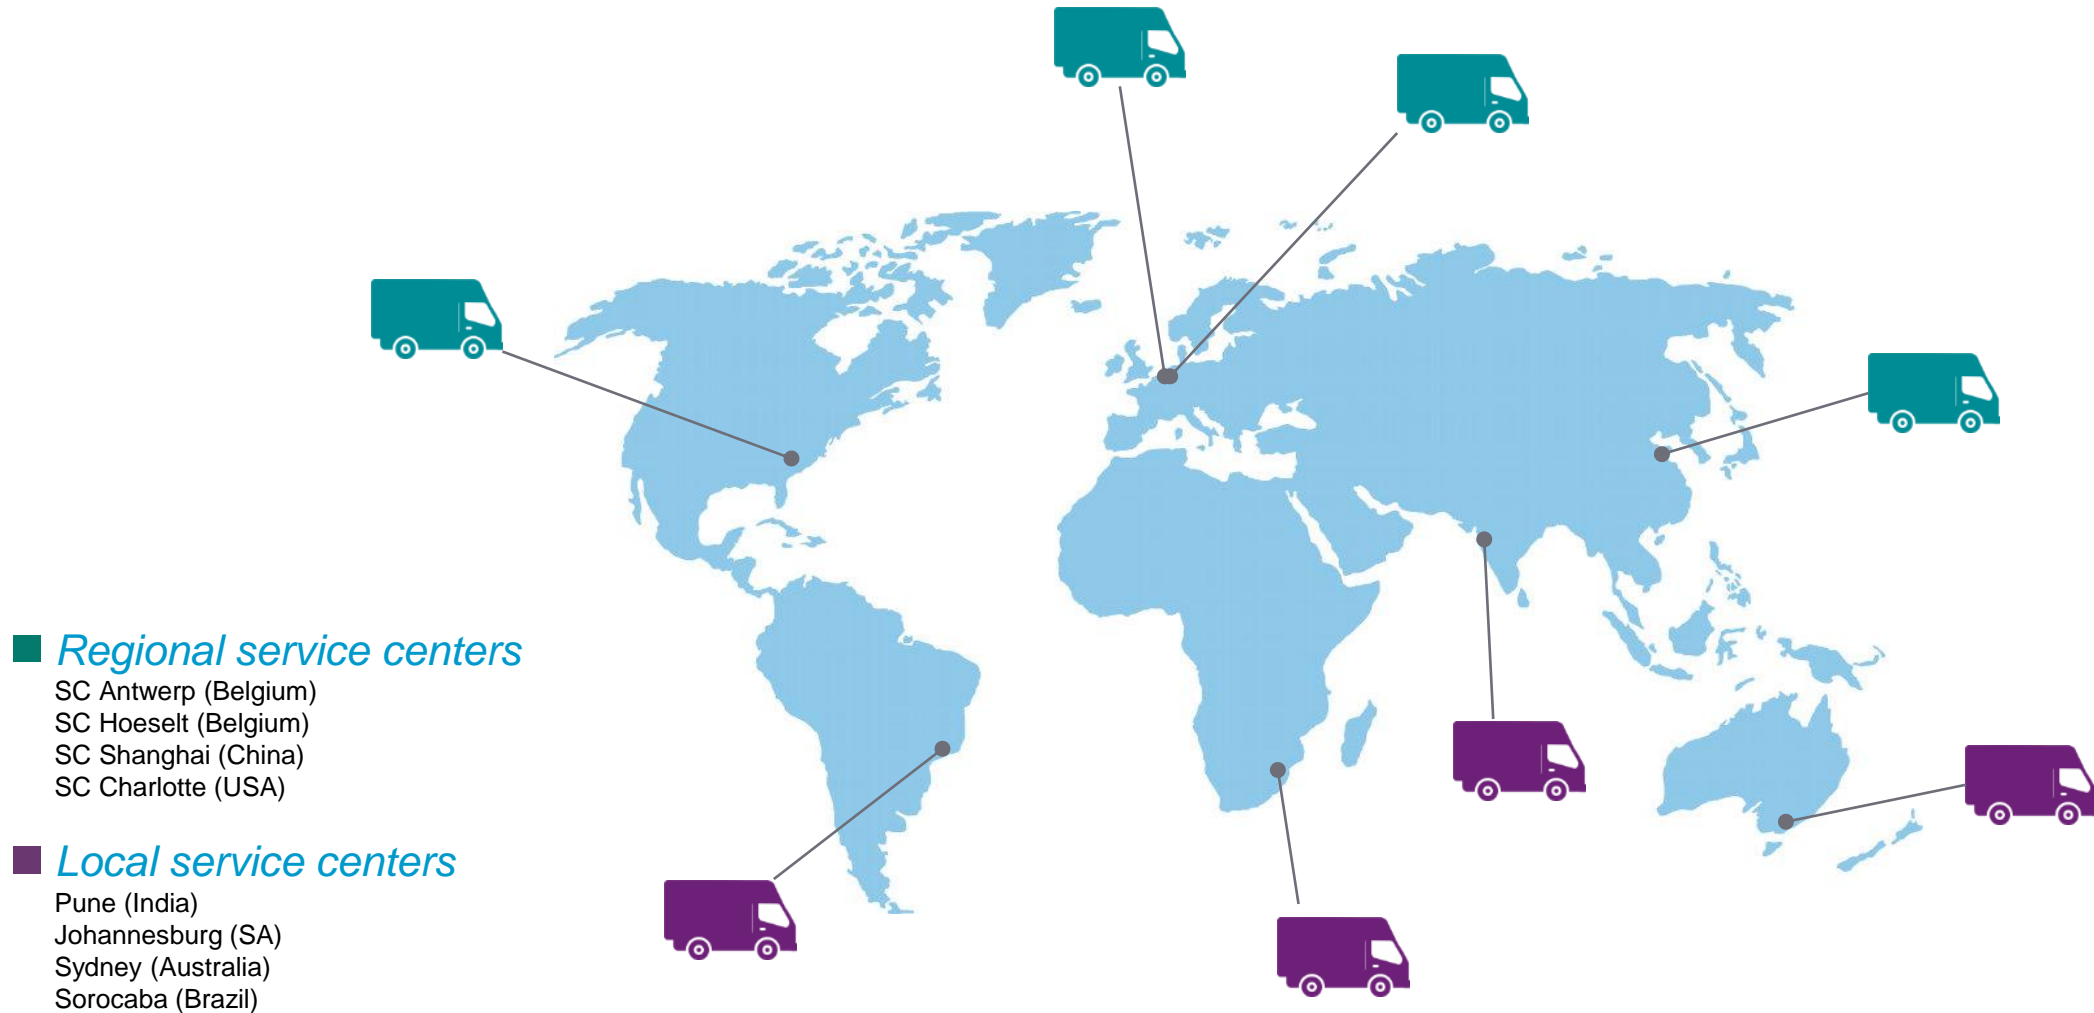 Regional service centers
SC Antwerp (Belgium)
SC Hoeselt (Belgium)
SC Shanghai (China)
SC Charlotte (USA)
Local service centers
Pune (India)
Johannesburg (SA)
Sydney (Australia)
Sorocaba (Brazil)